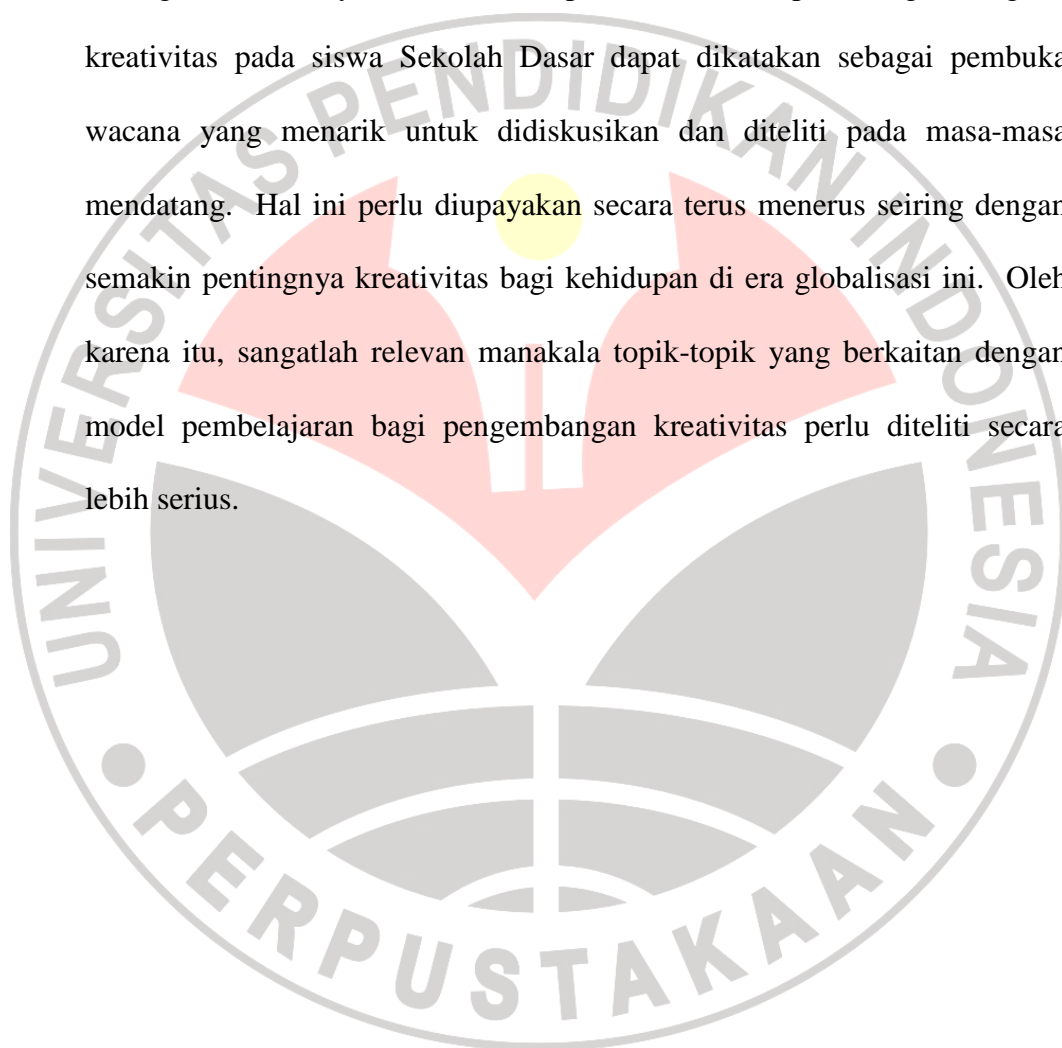 kreativitas pada siswa Sekolah Dasar dapat dikatakan sebagai pembuka
wacana yang menarik untuk didiskusikan dan diteliti pada masa-masa
mendatang. Hal ini perlu diupayakan secara terus menerus seiring dengan
semakin pentingnya kreativitas bagi kehidupan di era globalisasi ini. Oleh
karena itu, sangatlah relevan manakala topik-topik yang berkaitan dengan
model pembelajaran bagi pengembangan kreativitas perlu diteliti secara
lebih serius.
UNIVERSITAS PENDIDIKAN INDONESIA
PERPUSTAKAAN